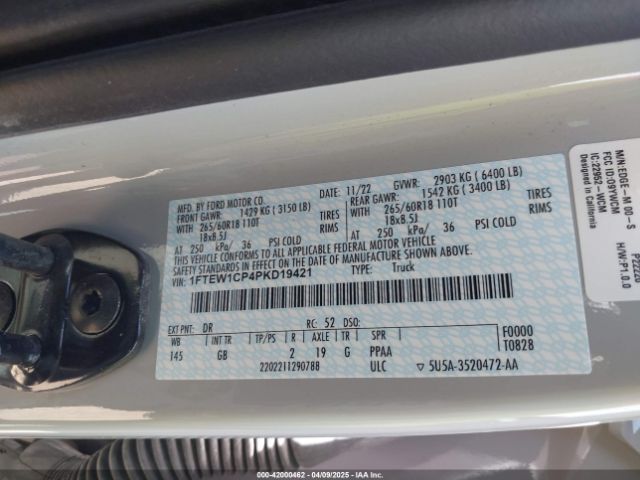 MFD. BY FORD MOTOR CO.
DATE: 11/22
GVWR: 2903 KG ( 6400 LB)
FRONT GAWR: 1429 KG ( 3150 LB)
REAR GAWR: 1542 KG ( 3400 LB)
WITH 265/60R18 110T TIRES
WITH 265/60R18 110T TIRES
18x8.5J RIMS
18x8.5J RIMS
AT 250 kPa/ 36 PSI COLD
AT 250 kPa/ 36 PSI COLD
THIS VEHICLE CONFORMS TO ALL APPLICABLE FEDERAL MOTOR VEHICLE
SAFETY STANDARDS IN EFFECT ON THE DATE OF MANUFACTURE SHOWN ABOVE.
VIN: 1FTEW1CP4PKD19421
TYPE: Truck
EXT PNT: DR RC: 52 DSO:
WB INT TR TP/PS R AXLE TR SPR
145 GB 2 19 G PPAA
2202211290788 ULC
F0000
T0828
5U5A-3520472-AA
M/N:EDGE-M 00-S
FCC ID:O9YWCM
IC:22952-WCM
Designed in California
H/W:P1.0.0
000-42000462 | 04/09/2025 - IAAI.COM